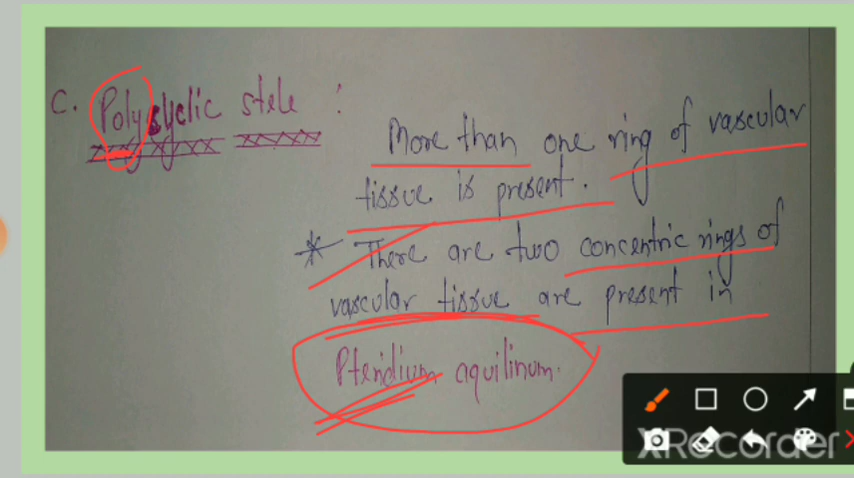 C. Polycyclic stele :
More than one ring of vascular
tissue is present.
* There are two concentric rings of
vascular tissue are present in
Pteridium aquilinum.
XRecorder